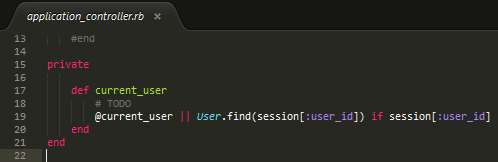 application_controller.rb ×
13 #end
14
15 private
16
17 def current_user
18 # TODO
19 @current_user || User.find(session[:user_id]) if session[:user_id]
20 end
21 end
22